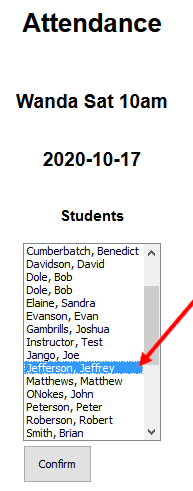 Attendance
Wanda Sat 10am
2020-10-17
Students
Cumberbatch, Benedict
Davidson, David
Dole, Bob
Dole, Bob
Elaine, Sandra
Evanson, Evan
Gambrills, Joshua
Instructor, Test
Jango, Joe
Jefferson, Jeffrey
Matthews, Matthew
ONokes, John
Peterson, Peter
Roberson, Robert
Smith, Brian
Confirm